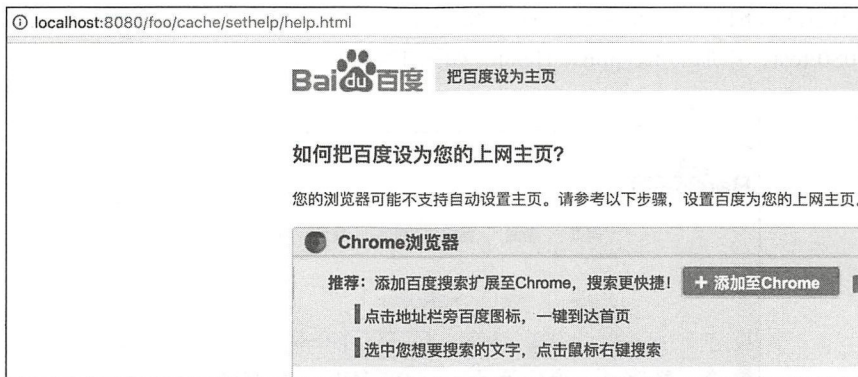 localhost:8080/foo/cache/sethelp/help.html
Bai du 百度 把百度设为主页
如何把百度设为您的上网主页?
您的浏览器可能不支持自动设置主页。请参考以下步骤,设置百度为您的上网主页
Chrome浏览器
推荐:添加百度搜索扩展至Chrome,搜索更快捷! + 添加至Chrome
点击地址栏旁百度图标,一键到达首页
选中您想要搜索的文字,点击鼠标右键搜索